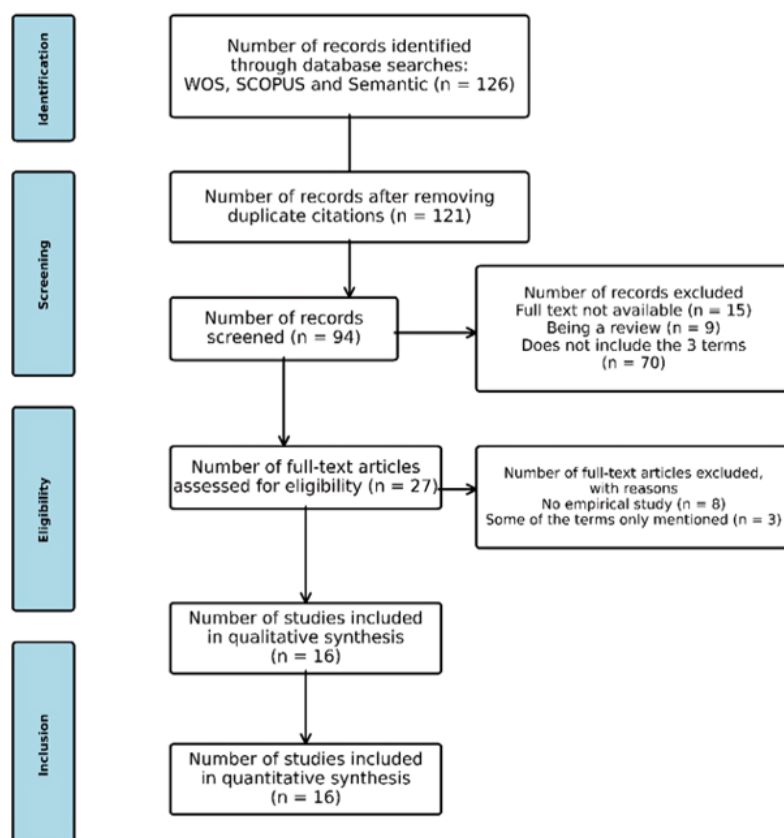 Identification
Number of records identified
through database searches:
WOS, SCOPUS and Semantic (n = 126)
Screening
Number of records after removing
duplicate citations (n = 121)
Number of records
screened (n = 94)
Number of records excluded
Full text not available (n = 15)
Being a review (n = 9)
Does not include the 3 terms
(n = 70)
Eligibility
Number of full-text articles
assessed for eligibility (n = 27)
Number of full-text articles excluded,
with reasons
No empirical study (n = 8)
Some of the terms only mentioned (n = 3)
Number of studies included
in qualitative synthesis
(n = 16)
Inclusion
Number of studies included
in quantitative synthesis
(n = 16)